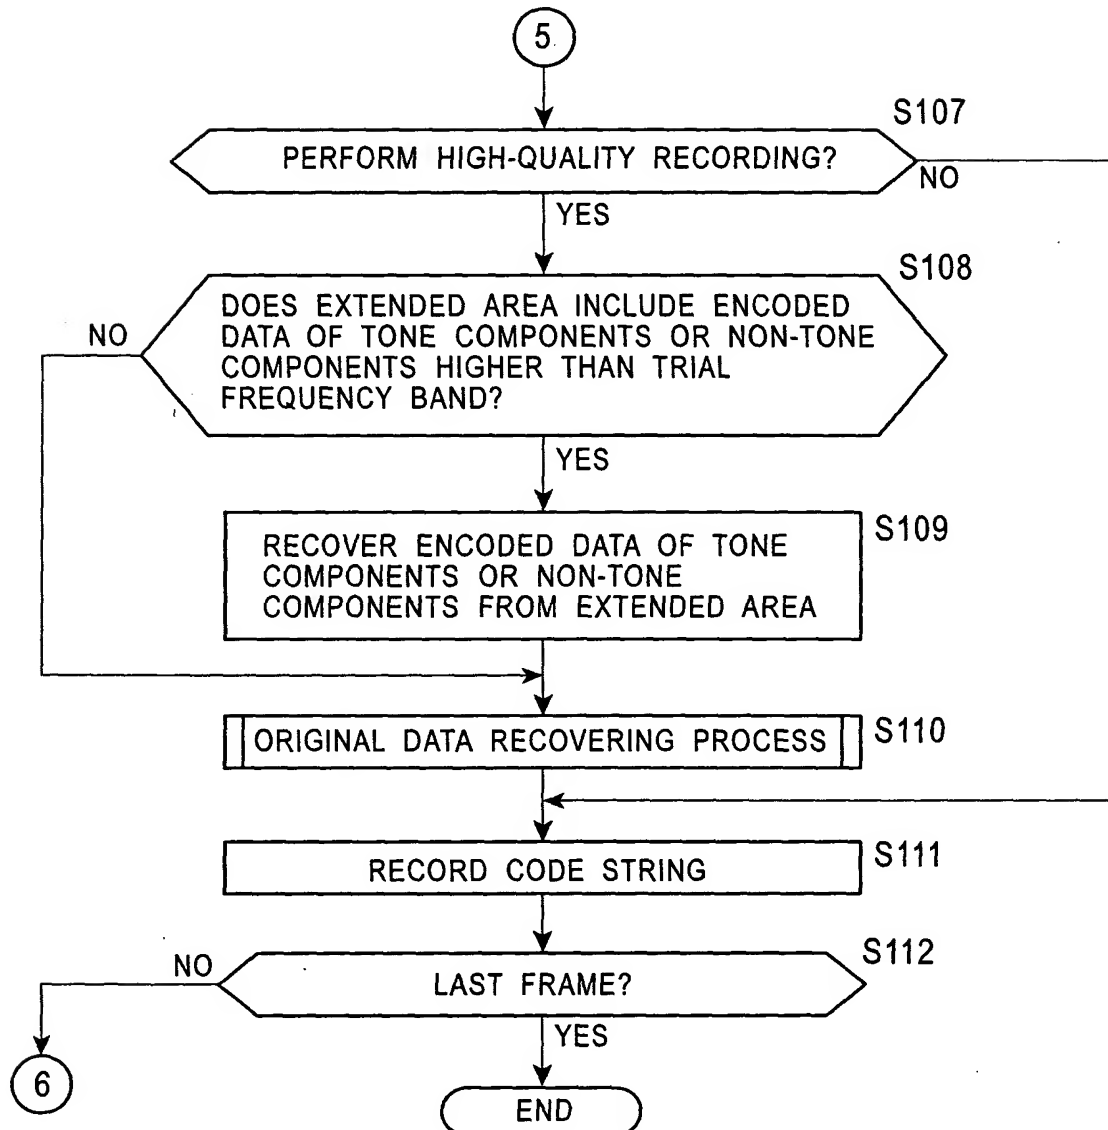 5
S107
PERFORM HIGH-QUALITY RECORDING?
NO
YES
S108
DOES EXTENDED AREA INCLUDE ENCODED
NO
DATA OF TONE COMPONENTS OR NON-TONE
COMPONENTS HIGHER THAN TRIAL
FREQUENCY BAND?
YES
S109
RECOVER ENCODED DATA OF TONE
COMPONENTS OR NON-TONE
COMPONENTS FROM EXTENDED AREA
S110
ORIGINAL DATA RECOVERING PROCESS
S111
RECORD CODE STRING
S112
NO
LAST FRAME?
YES
6
END